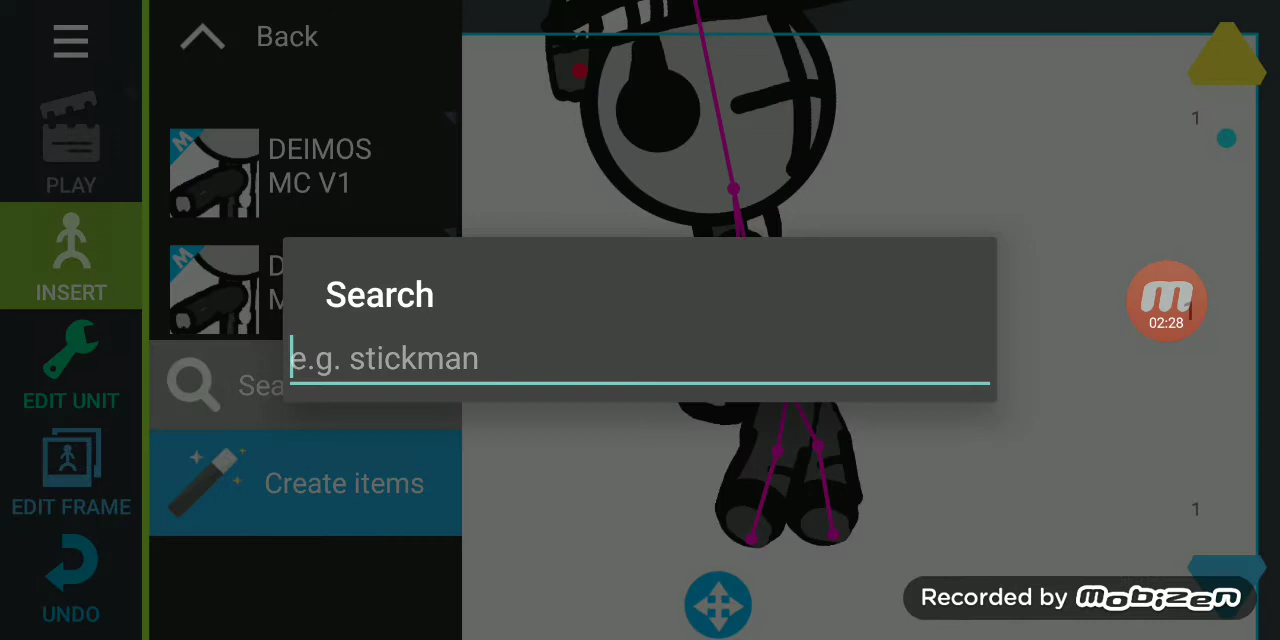 Back
PLAY
DEIMOS
MC V1
INSERT
D
M
Search
e.g. stickman
Sea
EDIT UNIT
Create items
EDIT FRAME
UNDO
1
02:28
1
Recorded by mobizen